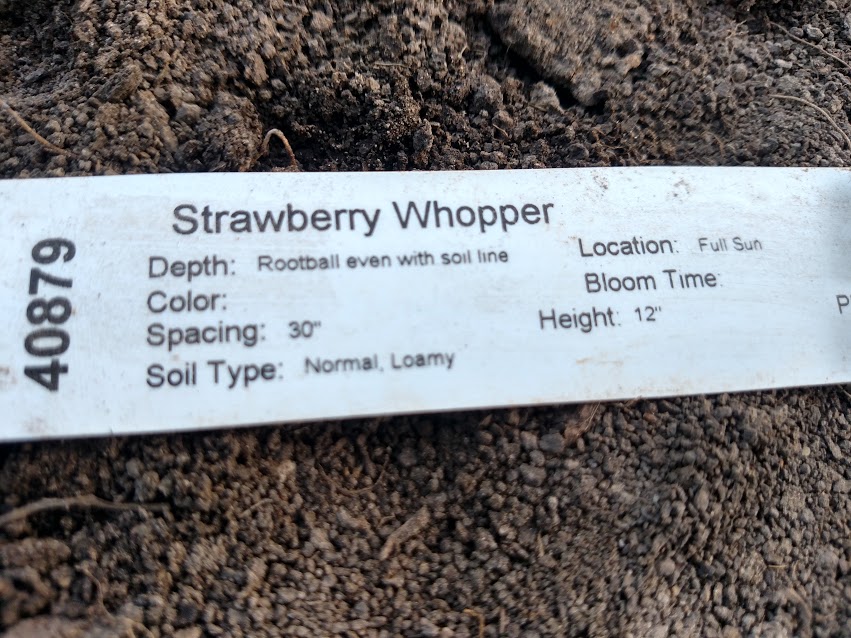 40879
Strawberry Whopper
Depth: Rootball even with soil line
Location: Full Sun
Color:
Bloom Time:
Spacing: 30"
Height: 12"
P
Soil Type: Normal, Loamy